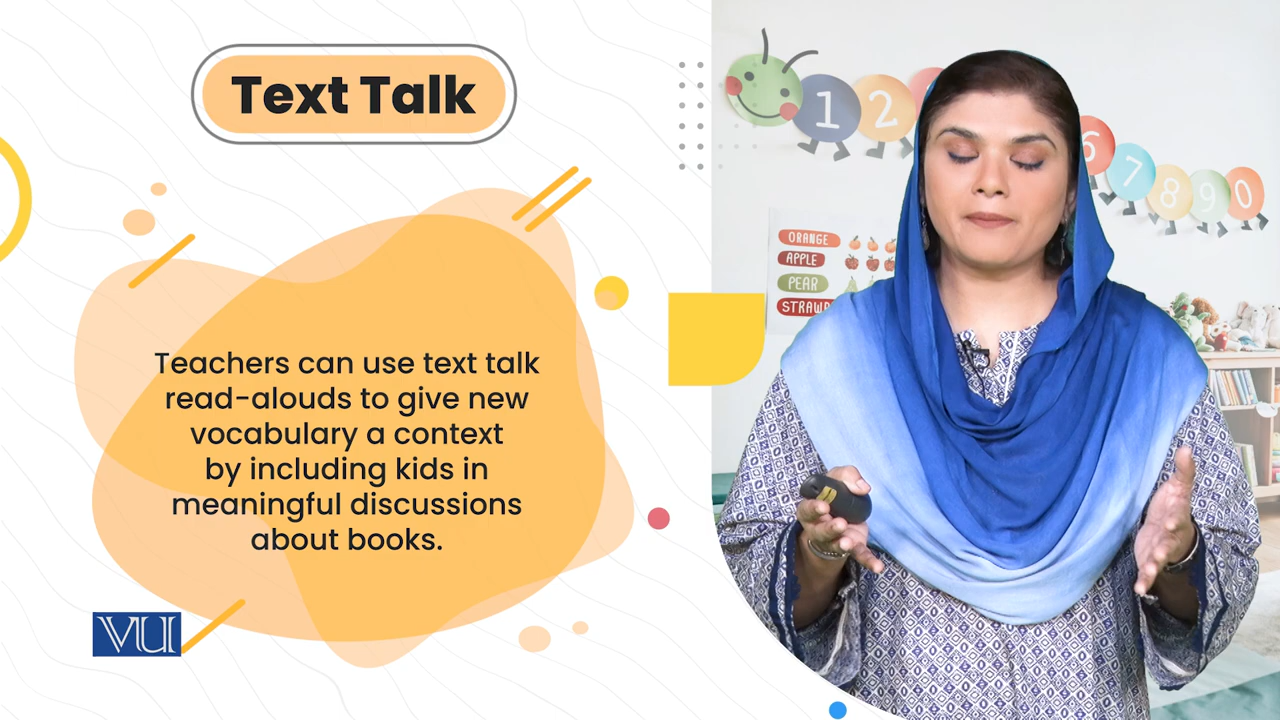 Text Talk
Teachers can use text talk
read-alouds to give new
vocabulary a context
by including kids in
meaningful discussions
about books.
VU
1 2
6 7 8 9 0
ORANGE
APPLE
PEAR